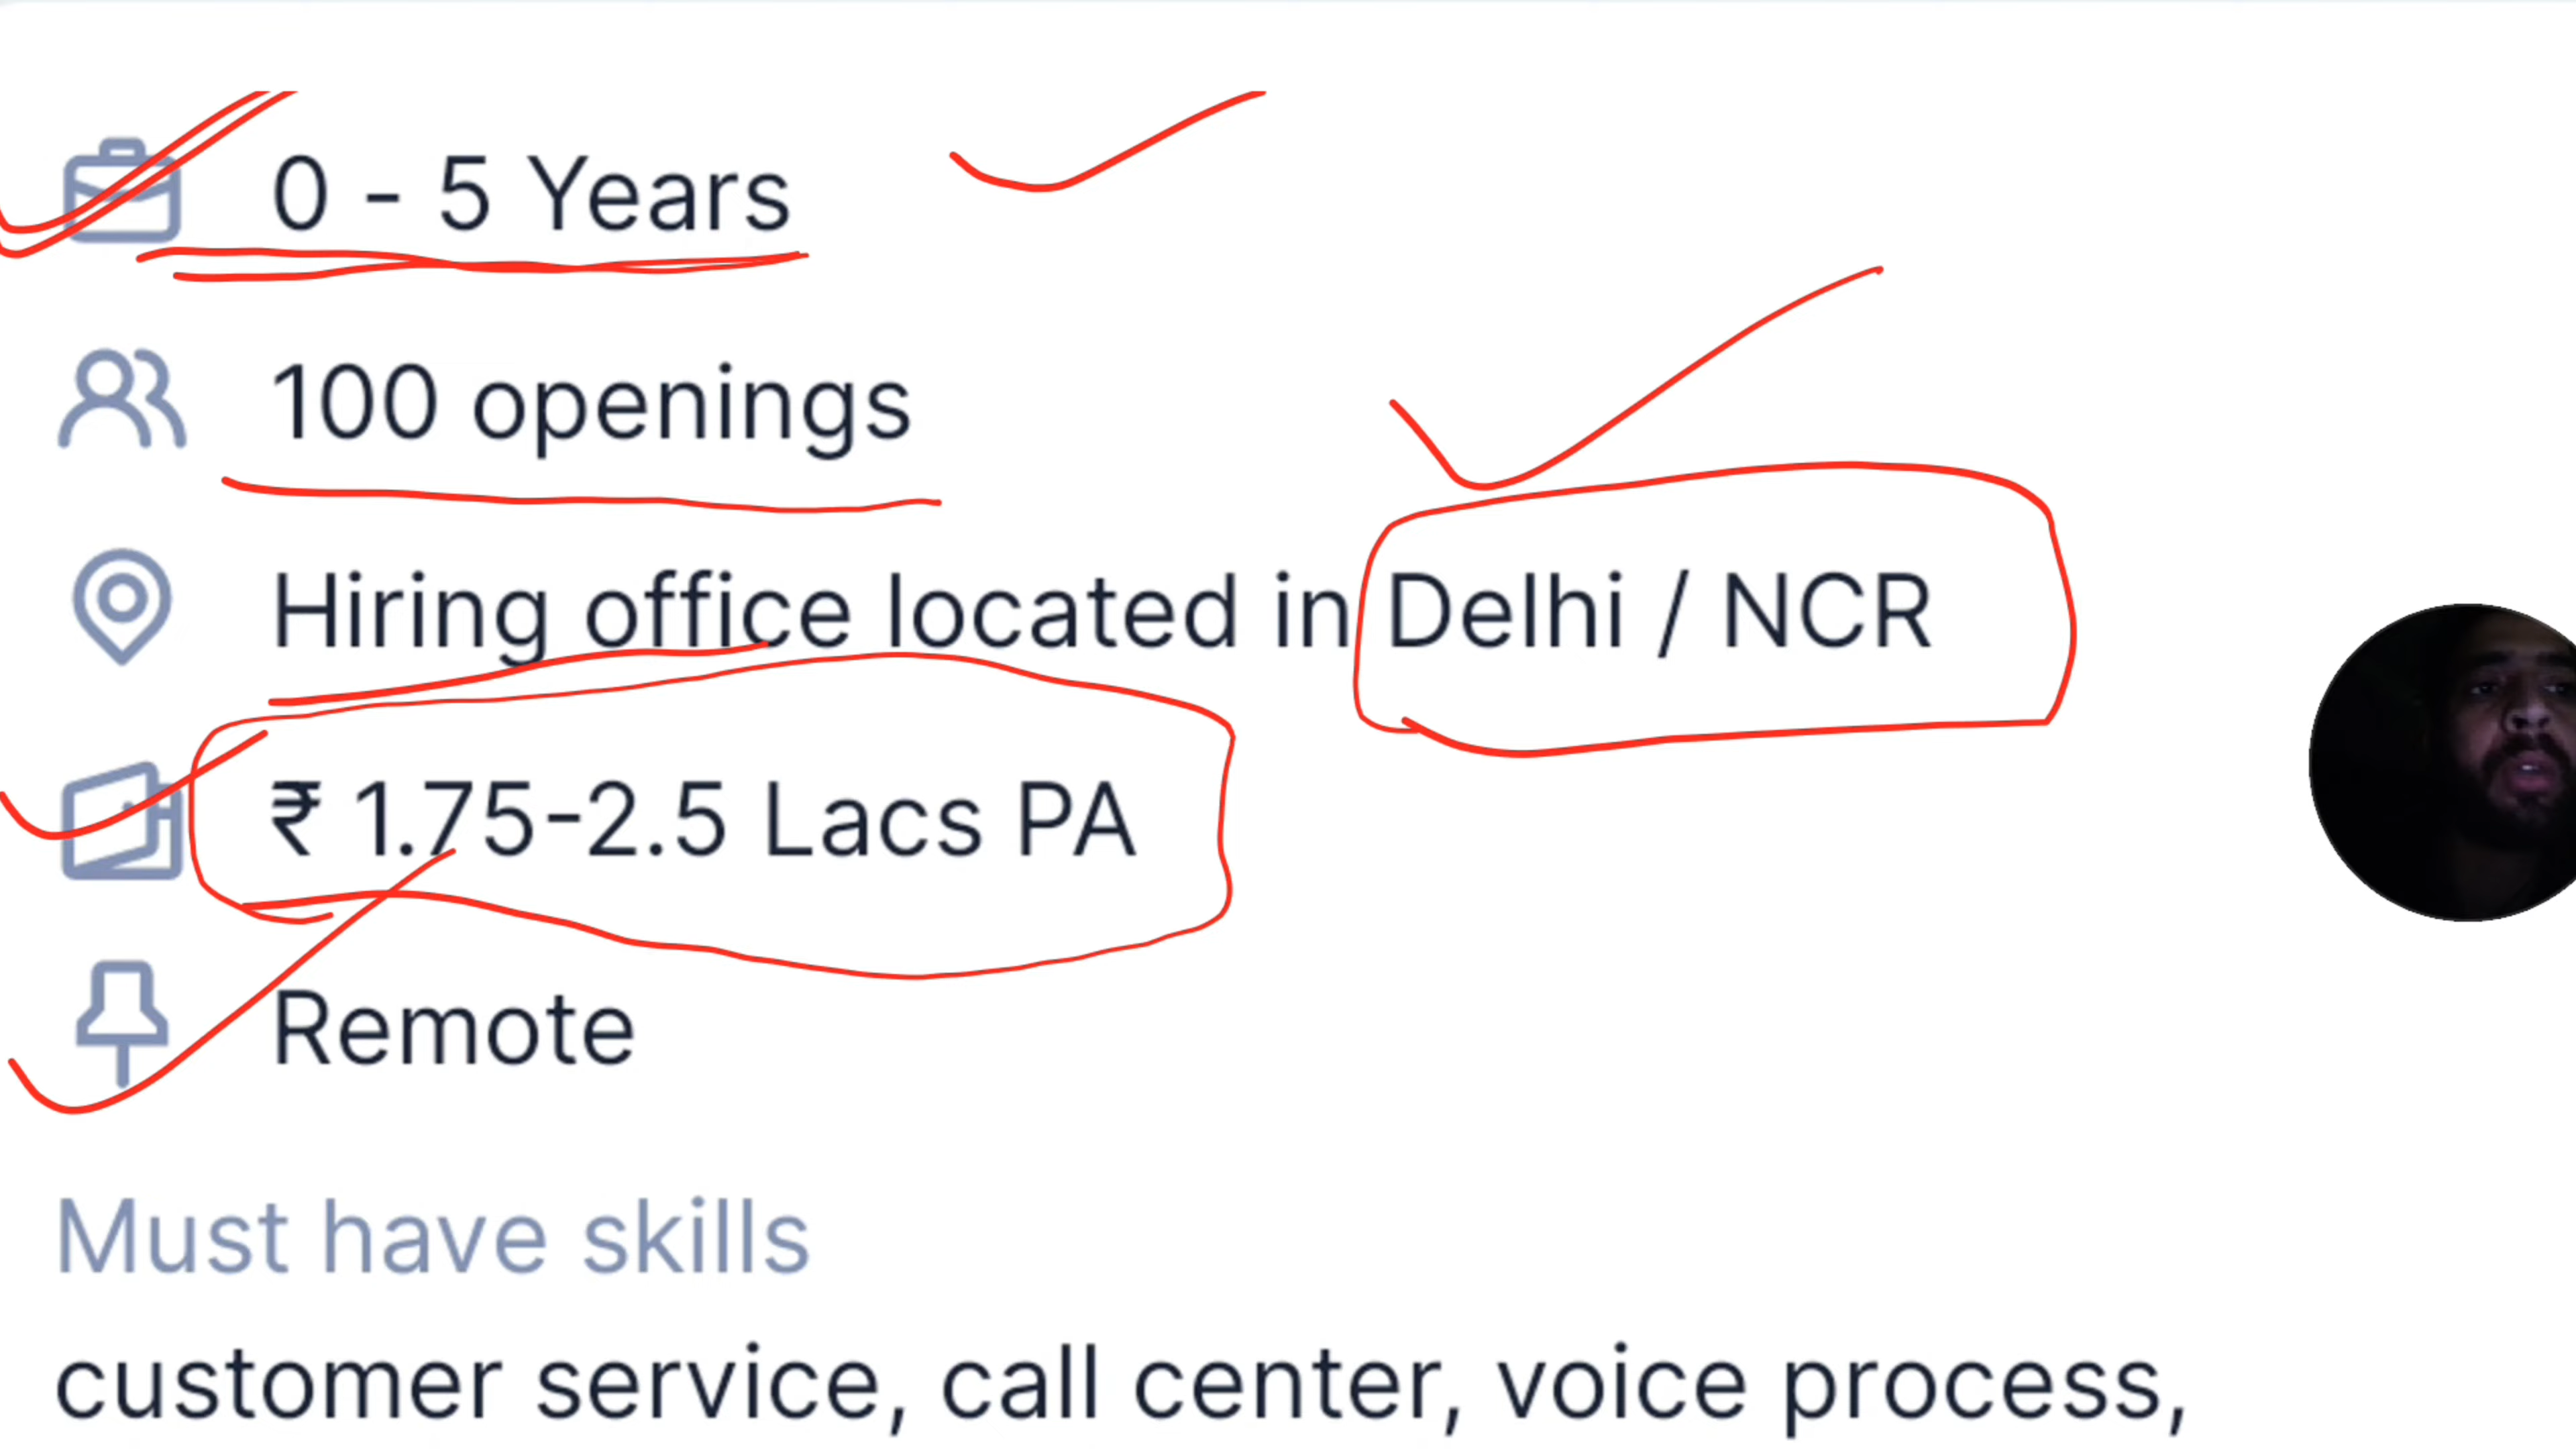 0 - 5 Years
100 openings
Hiring office located in Delhi / NCR
₹ 1.75-2.5 Lacs PA
Remote
Must have skills
customer service, call center, voice process,